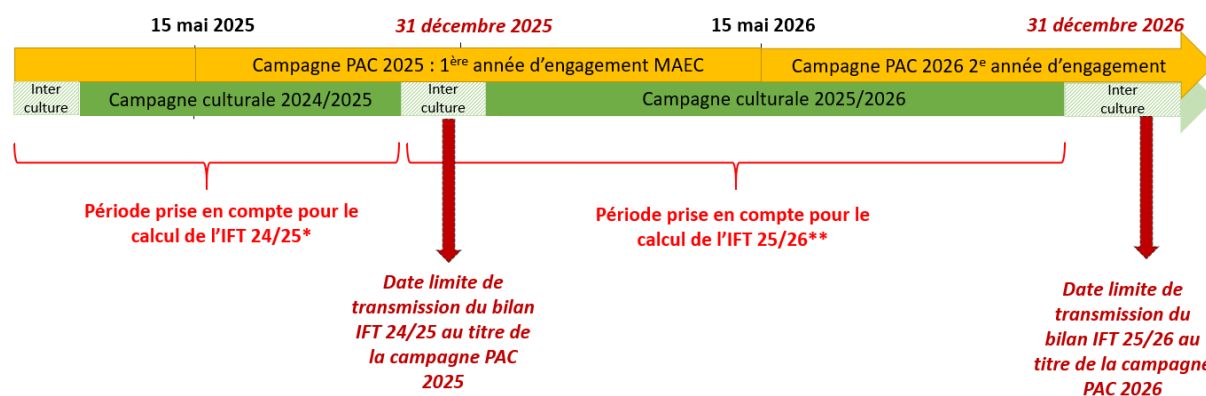 15 mai 2025
31 décembre 2025
15 mai 2026
31 décembre 2026
Campagne PAC 2025 : 1ère année d’engagement MAEC
Campagne PAC 2026 2e année d’engagement
Inter
culture
Campagne culturale 2024/2025
Inter
culture
Campagne culturale 2025/2026
Inter
culture
Période prise en compte pour le
calcul de l’IFT 24/25*
Période prise en compte pour le
calcul de l’IFT 25/26**
Date limite de
transmission du bilan
IFT 24/25 au titre de
la campagne PAC
2025
Date limite de
transmission du
bilan IFT 25/26 au
titre de la campagne
PAC 2026